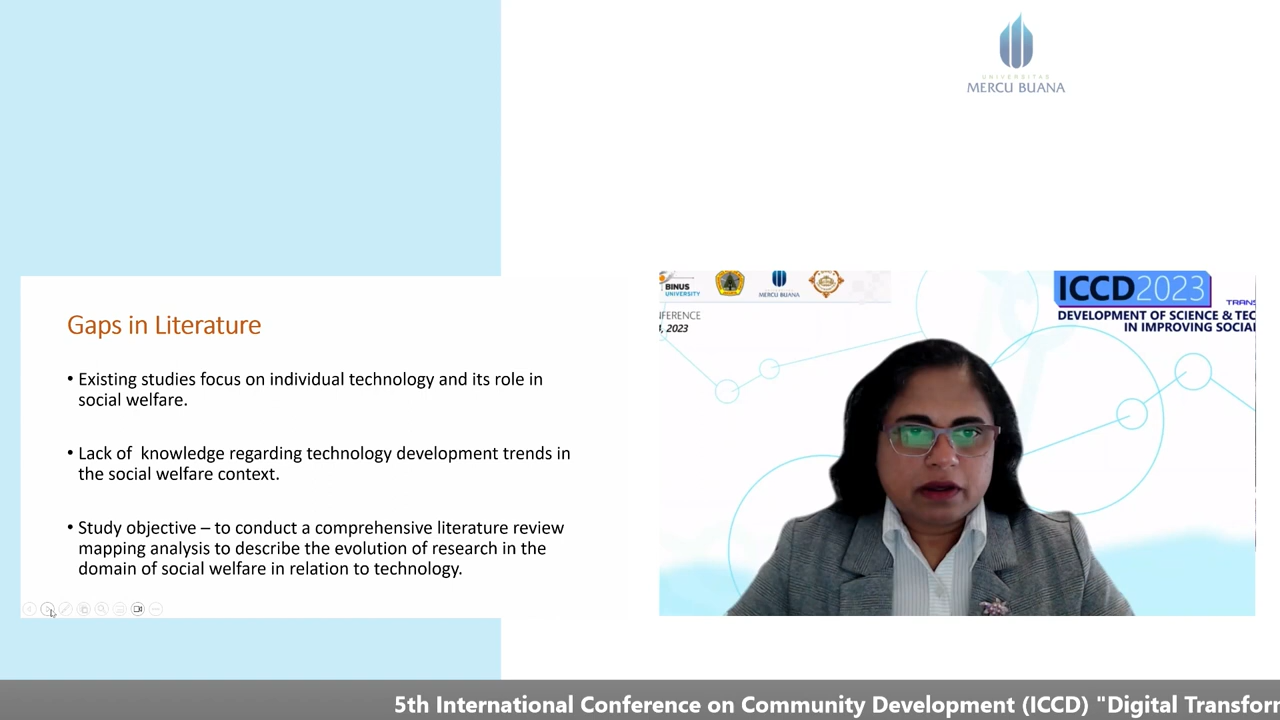 UNIVERSITAS
MERCU BUANA
Gaps in Literature
• Existing studies focus on individual technology and its role in
social welfare.
• Lack of  knowledge regarding technology development trends in
the social welfare context.
• Study objective – to conduct a comprehensive literature review
mapping analysis to describe the evolution of research in the
domain of social welfare in relation to technology.
BINUS
UNIVERSITY
MERCU BUANA
ICCD2023
TRANS
NFERENCE
, 2023
DEVELOPMENT OF SCIENCE & TEC
IN IMPROVING SOCIAL
5th International Conference on Community Development (ICCD) "Digital Transfor